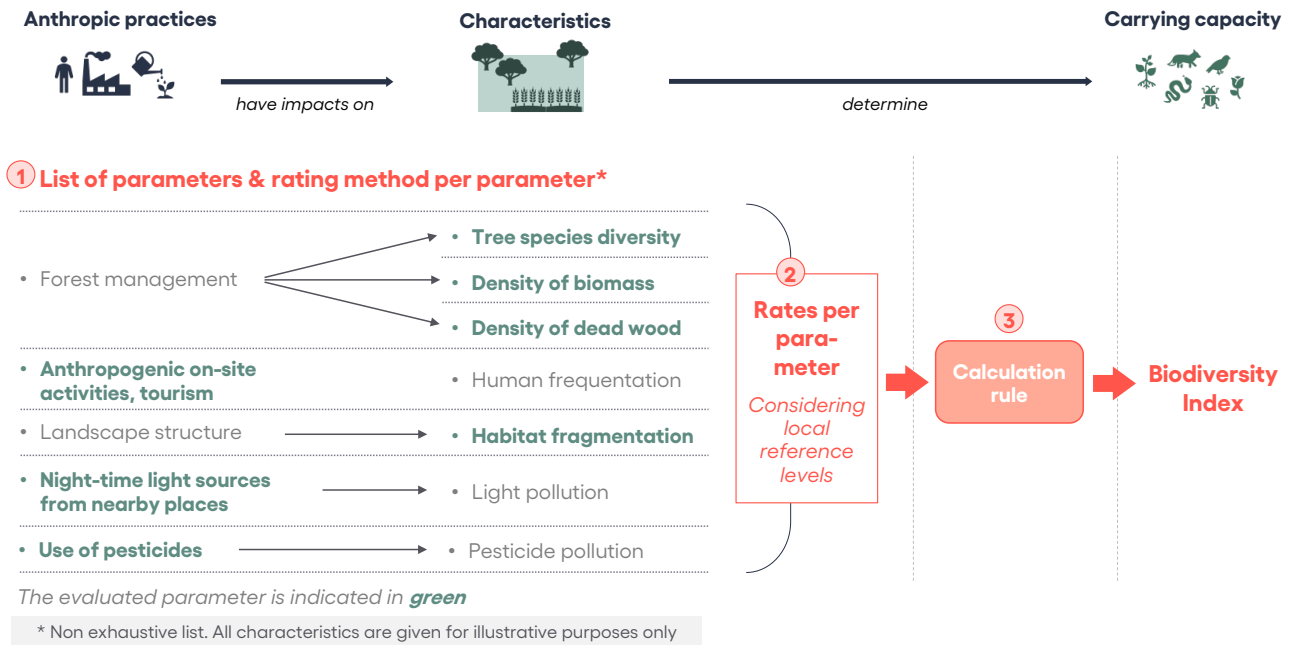 Anthropic practices
Characteristics
Carrying capacity
have impacts on
determine
1 List of parameters & rating method per parameter*
• Forest management
• Tree species diversity
• Density of biomass
• Density of dead wood
• Anthropogenic on-site
activities, tourism
• Human frequentation
• Landscape structure
• Habitat fragmentation
• Night-time light sources
from nearby places
• Light pollution
• Use of pesticides
• Pesticide pollution
2
Rates per
para-
meter
Considering
local
reference
levels
3
Calculation
rule
Biodiversity
Index
The evaluated parameter is indicated in green
* Non exhaustive list. All characteristics are given for illustrative purposes only